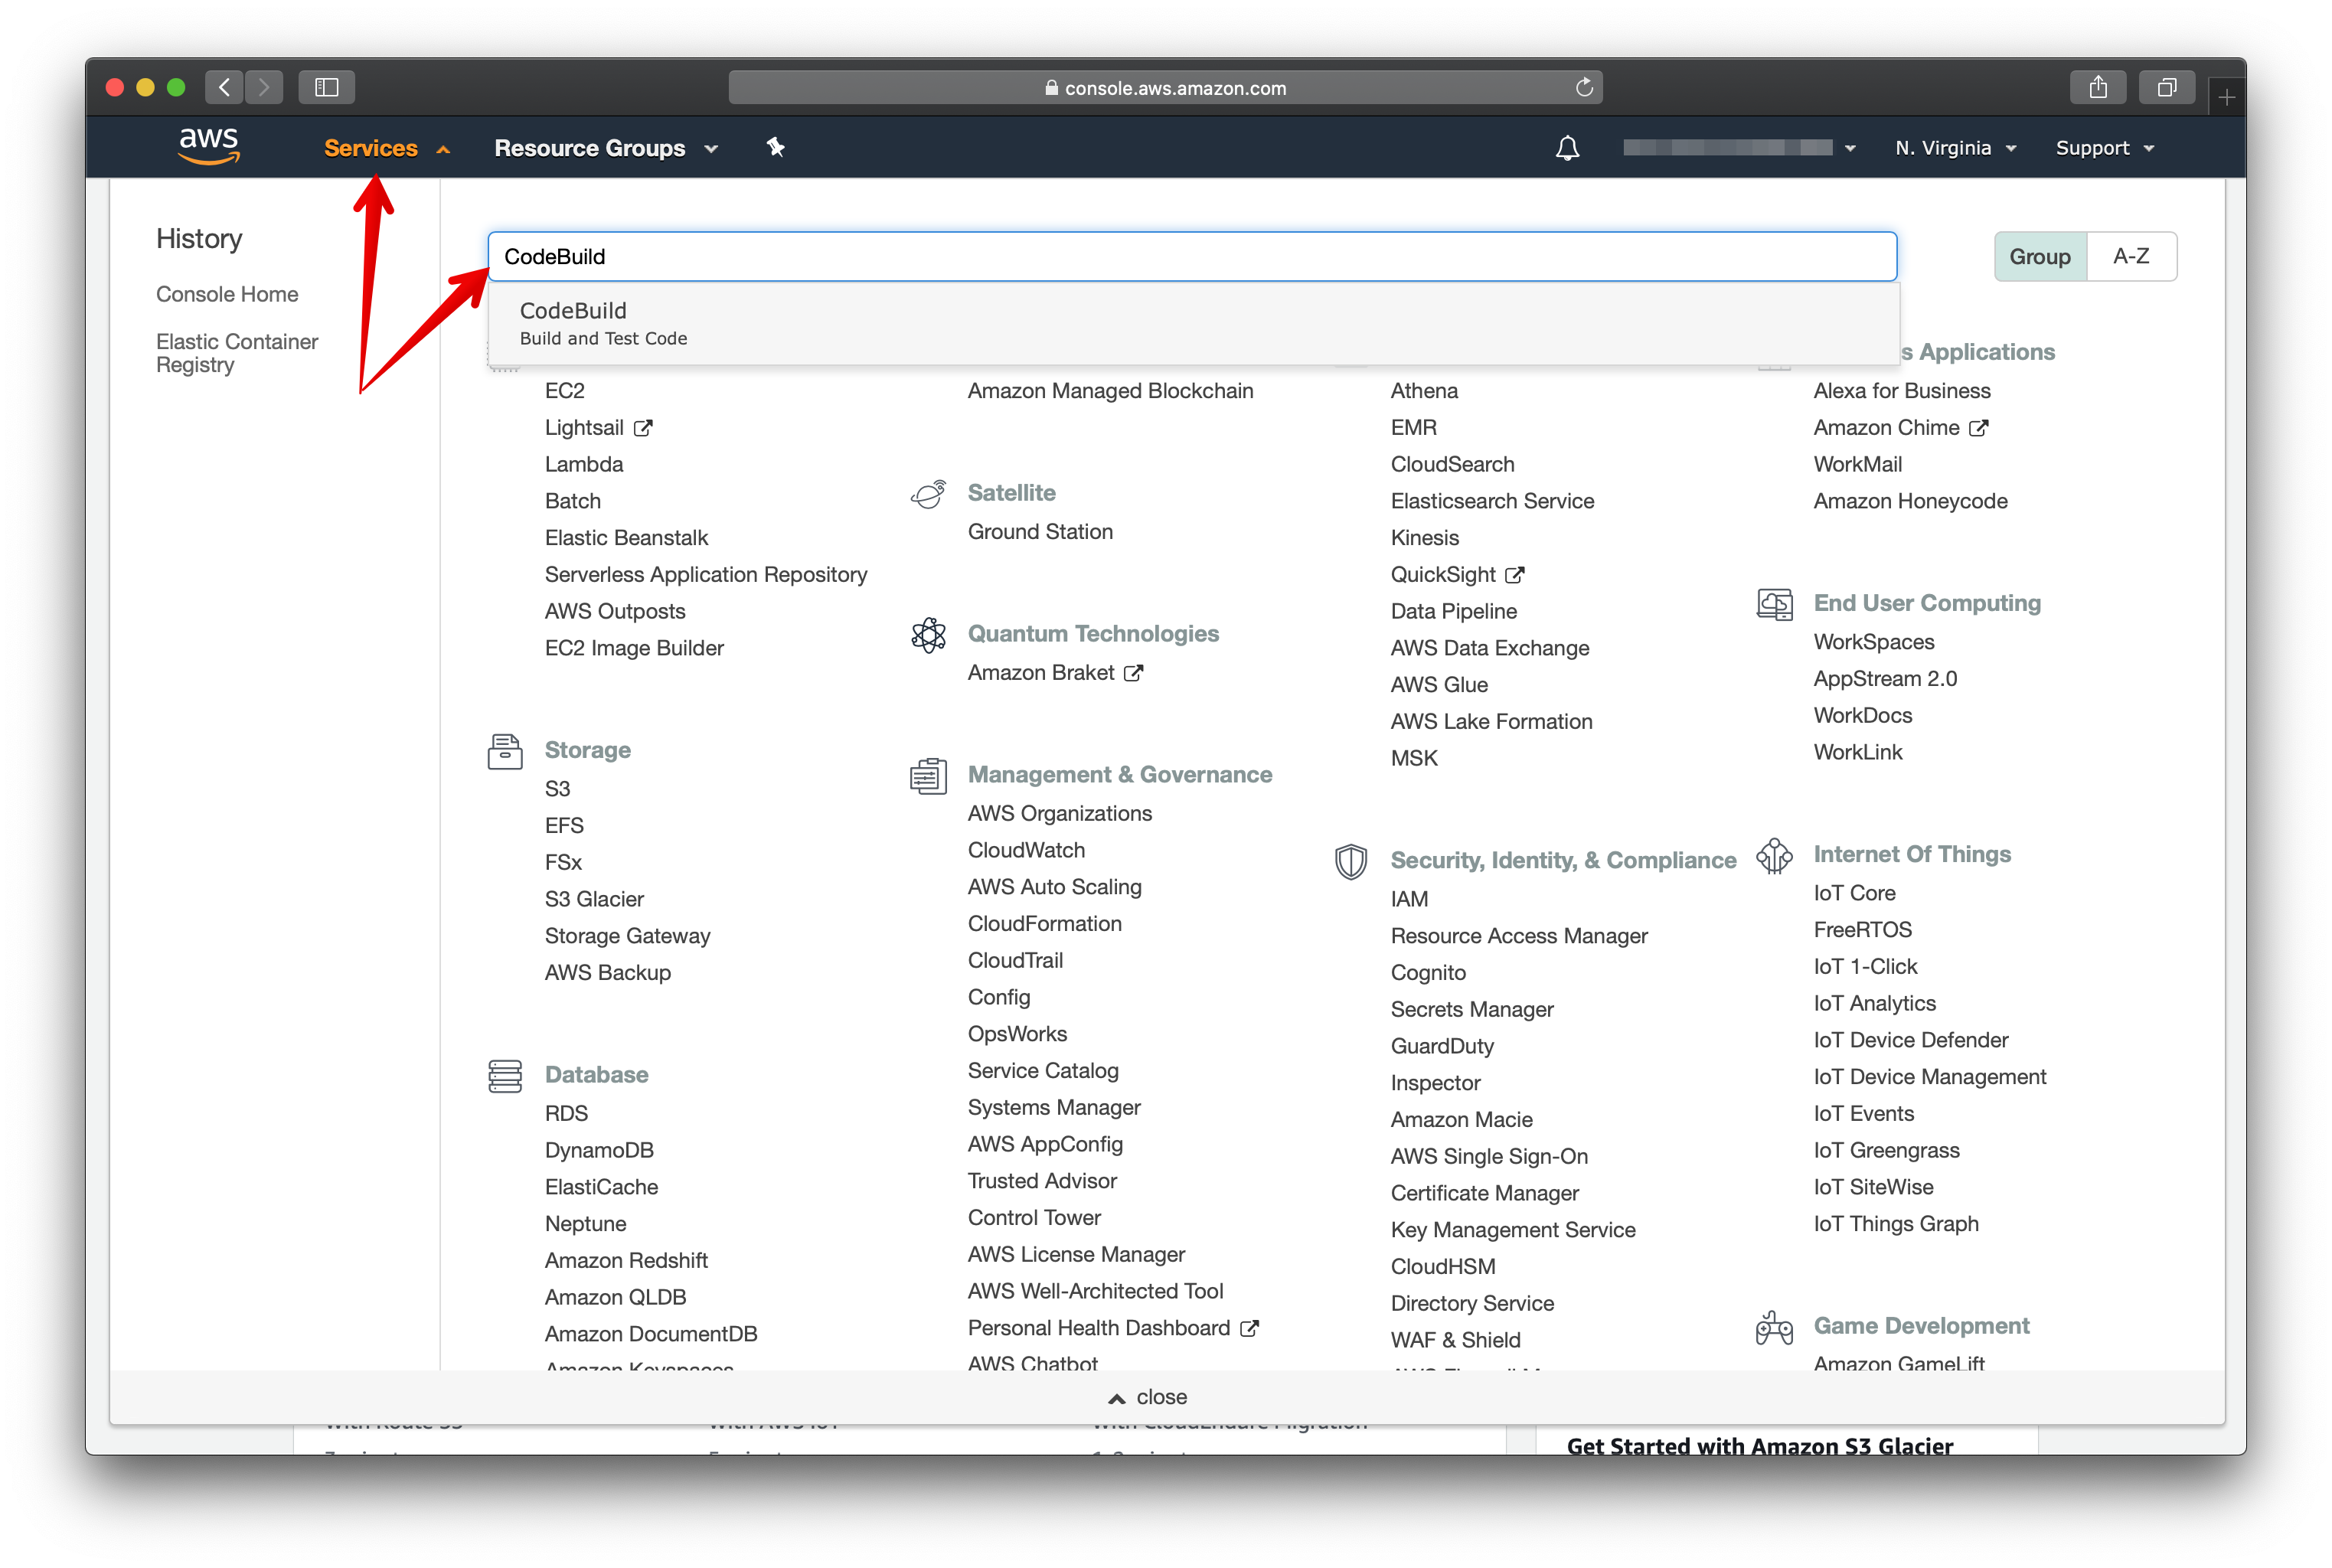 console.aws.amazon.com
aws
Services
Resource Groups
N. Virginia
Support
History
Console Home
Elastic Container
Registry
CodeBuild
Group
A-Z
CodeBuild
Build and Test Code
EC2
Lightsail
Lambda
Batch
Elastic Beanstalk
Serverless Application Repository
AWS Outposts
EC2 Image Builder
Storage
S3
EFS
FSx
S3 Glacier
Storage Gateway
AWS Backup
Database
RDS
DynamoDB
ElastiCache
Neptune
Amazon Redshift
Amazon QLDB
Amazon DocumentDB
Amazon Keyspaces
Amazon Managed Blockchain
Satellite
Ground Station
Quantum Technologies
Amazon Braket
Management & Governance
AWS Organizations
CloudWatch
AWS Auto Scaling
CloudFormation
CloudTrail
Config
OpsWorks
Service Catalog
Systems Manager
AWS AppConfig
Trusted Advisor
Control Tower
AWS License Manager
AWS Well-Architected Tool
Personal Health Dashboard
AWS Chatbot
Athena
EMR
CloudSearch
Elasticsearch Service
Kinesis
QuickSight
Data Pipeline
AWS Data Exchange
AWS Glue
AWS Lake Formation
MSK
Security, Identity, & Compliance
IAM
Resource Access Manager
Cognito
Secrets Manager
GuardDuty
Inspector
Amazon Macie
AWS Single Sign-On
Certificate Manager
Key Management Service
CloudHSM
Directory Service
WAF & Shield
s Applications
Alexa for Business
Amazon Chime
WorkMail
Amazon Honeycode
End User Computing
WorkSpaces
AppStream 2.0
WorkDocs
WorkLink
Internet Of Things
IoT Core
FreeRTOS
IoT 1-Click
IoT Analytics
IoT Device Defender
IoT Device Management
IoT Events
IoT Greengrass
IoT SiteWise
IoT Things Graph
Game Development
Amazon GameLift
close
with CloudEndure Migration
Get Started with Amazon S3 Glacier